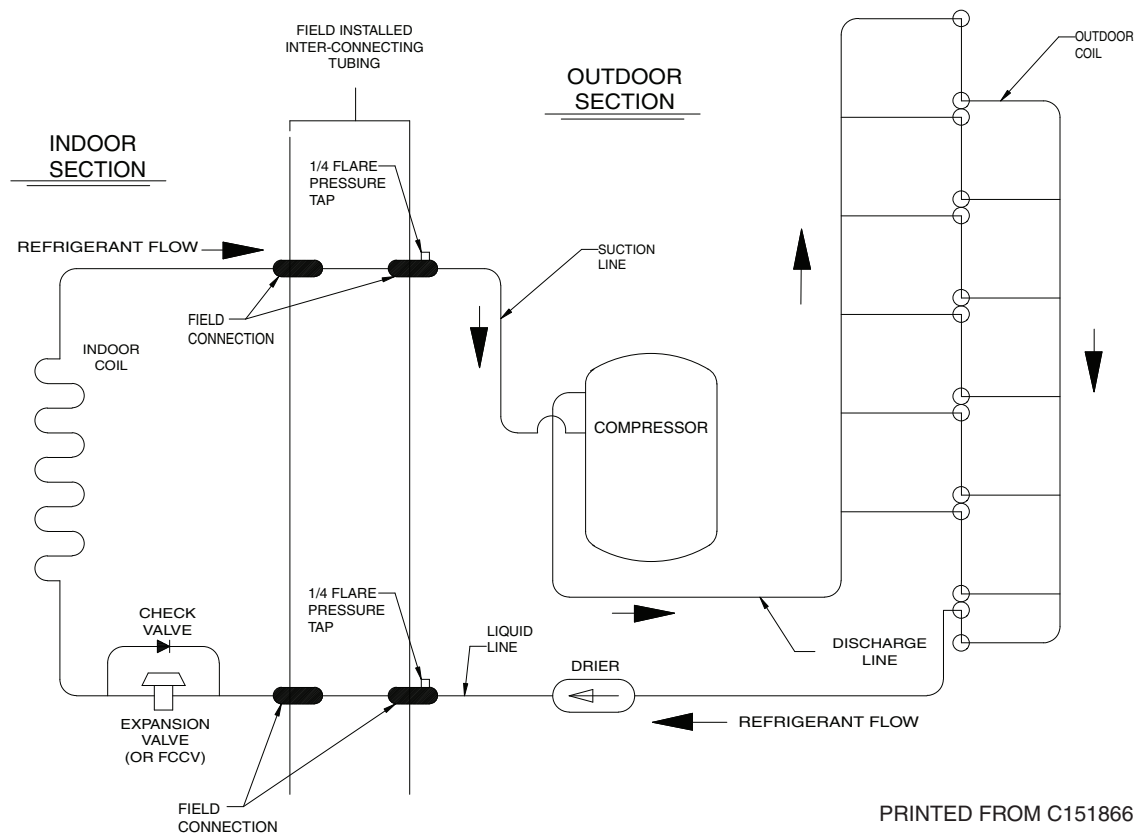 FIELD INSTALLED
INTER-CONNECTING
TUBING
OUTDOOR
SECTION
OUTDOOR
COIL
INDOOR
SECTION
1/4 FLARE
PRESSURE
TAP
REFRIGERANT FLOW
SUCTION
LINE
FIELD
CONNECTION
INDOOR
COIL
COMPRESSOR
CHECK
VALVE
1/4 FLARE
PRESSURE
TAP
LIQUID
LINE
DRIER
DISCHARGE
LINE
EXPANSION
VALVE
(OR FCCV)
REFRIGERANT FLOW
FIELD
CONNECTION
PRINTED FROM C151866